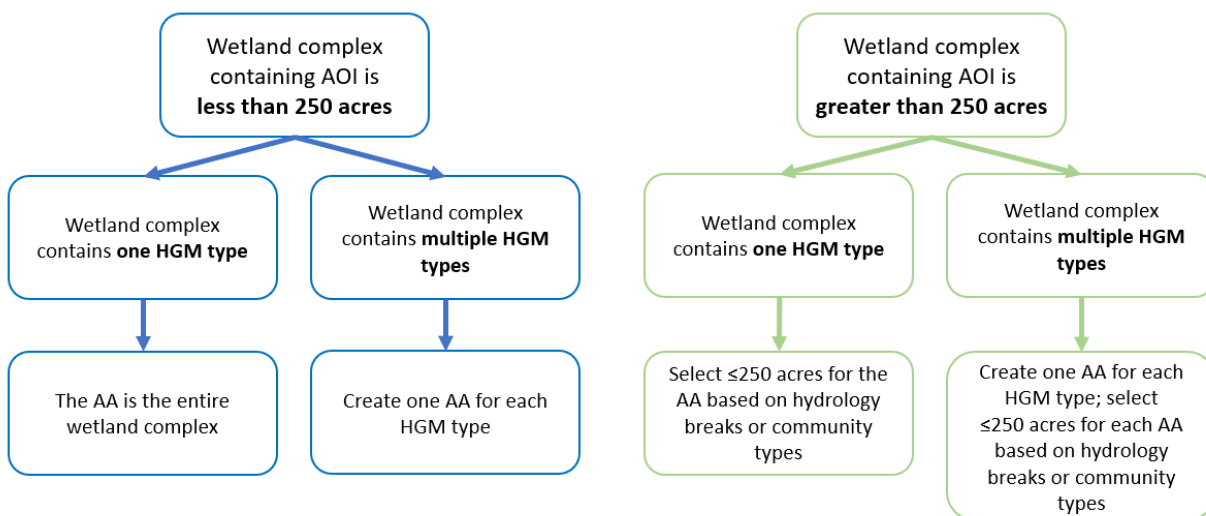 Wetland complex
containing AOI is
less than 250 acres
Wetland complex
contains one HGM type
Wetland complex
contains multiple HGM
types
The AA is the entire
wetland complex
Create one AA for each
HGM type
Wetland complex
containing AOI is
greater than 250 acres
Wetland complex
contains one HGM type
Wetland complex
contains multiple HGM
types
Select ≤250 acres for the
AA based on hydrology
breaks or community
types
Create one AA for each
HGM type; select
≤250 acres for each AA
based on hydrology
breaks or community
types